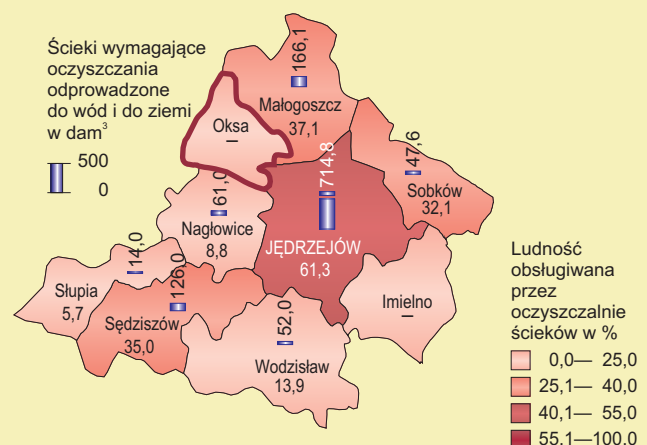 Ścieki wymagające
oczyszczania
odprowadzone
do wód i do ziemi
w dam³
500
0
166,1
Małogoszcz
37,1
Oksa
—
47,6
Sobków
32,1
714,8
JĘDRZEJÓW
61,3
61,0
Nagłowice
8,8
Imielno
—
14,0
Słupia
5,7
126,0
Sędziszów
35,0
52,0
Wodzisław
13,9
Ludność
obsługiwana
przez
oczyszczalnie
ścieków w %
0,0— 25,0
25,1— 40,0
40,1— 55,0
55,1—100,0